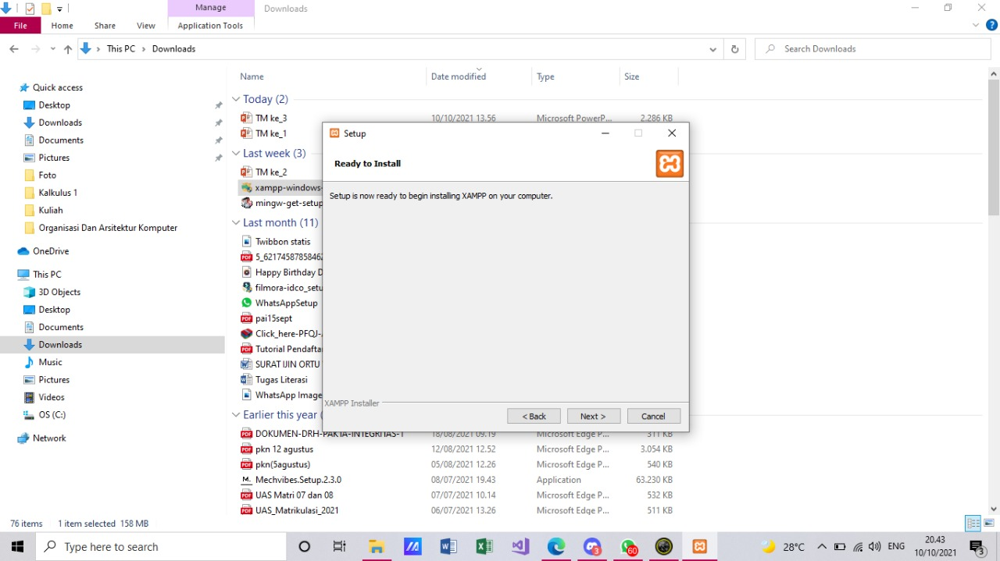 Manage
Downloads
File
Home
Share
View
Application Tools
This PC
Downloads
Search Downloads
Name
Date modified
Type
Size
Quick access
Desktop
Downloads
Documents
Pictures
Foto
Kalkulus 1
Kuliah
Organisasi Dan Arsitektur Komputer
OneDrive
This PC
3D Objects
Desktop
Documents
Downloads
Music
Pictures
Videos
OS (C:)
Network
Today (2)
TM ke_3 10/10/2021 13.56 Microsoft PowerP... 2.286 KB
TM ke_1
Last week (3)
TM ke_2
xampp-windows-
mingw-get-setup
Last month (11)
Twibbon statis
5_6217458785846
Happy Birthday D
filmora-idco_setu
WhatsAppSetup
pai15sept
Click_here-PFQJ-
Tutorial Pendafta
SURAT IJIN ORTU
Tugas Literasi
WhatsApp Image
Earlier this year
DOKUMEN-DRH-PAKTA-INTEGRITAS-1 18/08/2021 09.19 Microsoft Edge P... 311 KB
pkn 12 agustus 12/08/2021 12.52 Microsoft Edge P... 3.054 KB
pkn(5agustus) 05/08/2021 12.26 Microsoft Edge P... 540 KB
Mechvibes.Setup.2.3.0 08/07/2021 19.43 Application 63.230 KB
UAS Matri 07 dan 08 07/07/2021 10.14 Microsoft Edge P... 532 KB
UAS_Matrikulasi_2021 06/07/2021 13.26 Microsoft Edge P... 511 KB
Setup
Ready to Install
Setup is now ready to begin installing XAMPP on your computer.
XAMPP Installer
< Back
Next >
Cancel
76 items 1 item selected 158 MB
Type here to search
3
60
28°C
ENG
20.43
10/10/2021
3